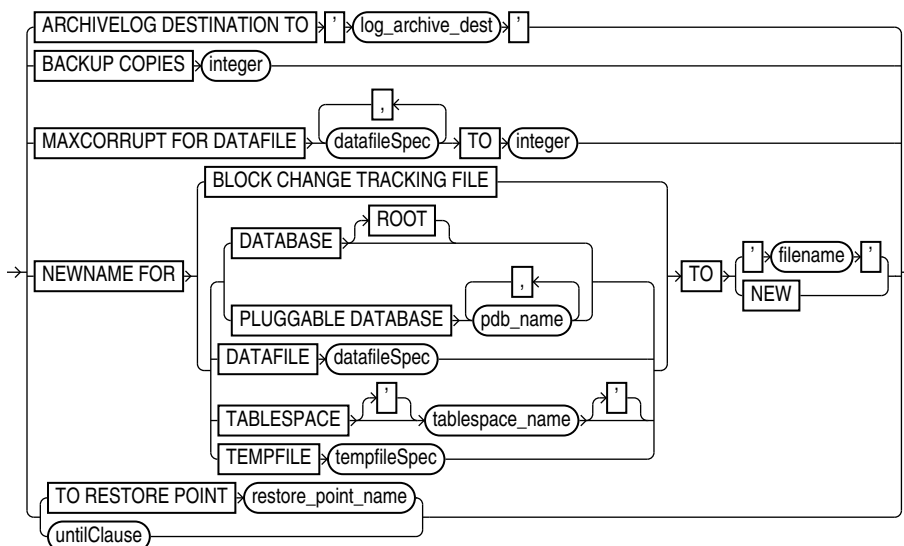 ARCHIVELOG DESTINATION TO ' log_archive_dest '
BACKUP COPIES integer
,
MAXCORRUPT FOR DATAFILE datafileSpec TO integer
BLOCK CHANGE TRACKING FILE
ROOT
DATABASE
NEWNAME FOR TO ' filename '
NEW
,
PLUGGABLE DATABASE pdb_name
DATAFILE datafileSpec
' '
TABLESPACE tablespace_name
TEMPFILE tempfileSpec
TO RESTORE POINT restore_point_name
untilClause